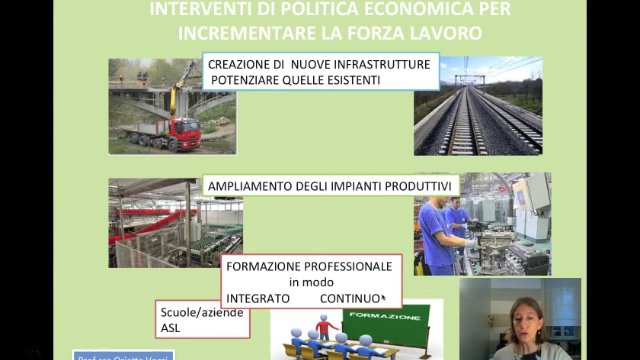 INTERVENTI DI POLITICA ECONOMICA PER
INCREMENTARE LA FORZA LAVORO
CREAZIONE DI NUOVE INFRASTRUTTURE
POTENZIARE QUELLE ESISTENTI
AMPLIAMENTO DEGLI IMPIANTI PRODUTTIVI
FORMAZIONE PROFESSIONALE
in modo
INTEGRATO CONTINUO
Scuole/aziende
ASL
FORMAZIONE